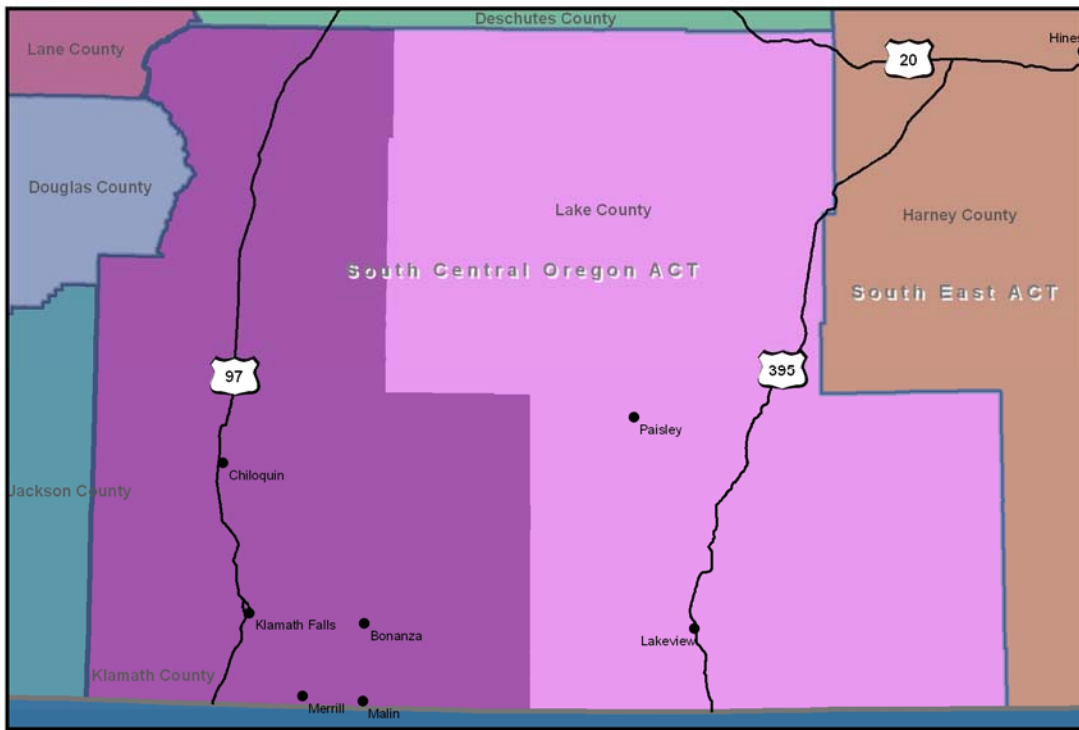 Deschutes County
Lane County
Hines
20
Douglas County
Lake County
Harney County
South Central Oregon ACT
South East ACT
97
395
Paisley
Chiloquin
Jackson County
Klamath Falls
Bonanza
Lakeview
Klamath County
Merrill
Malin